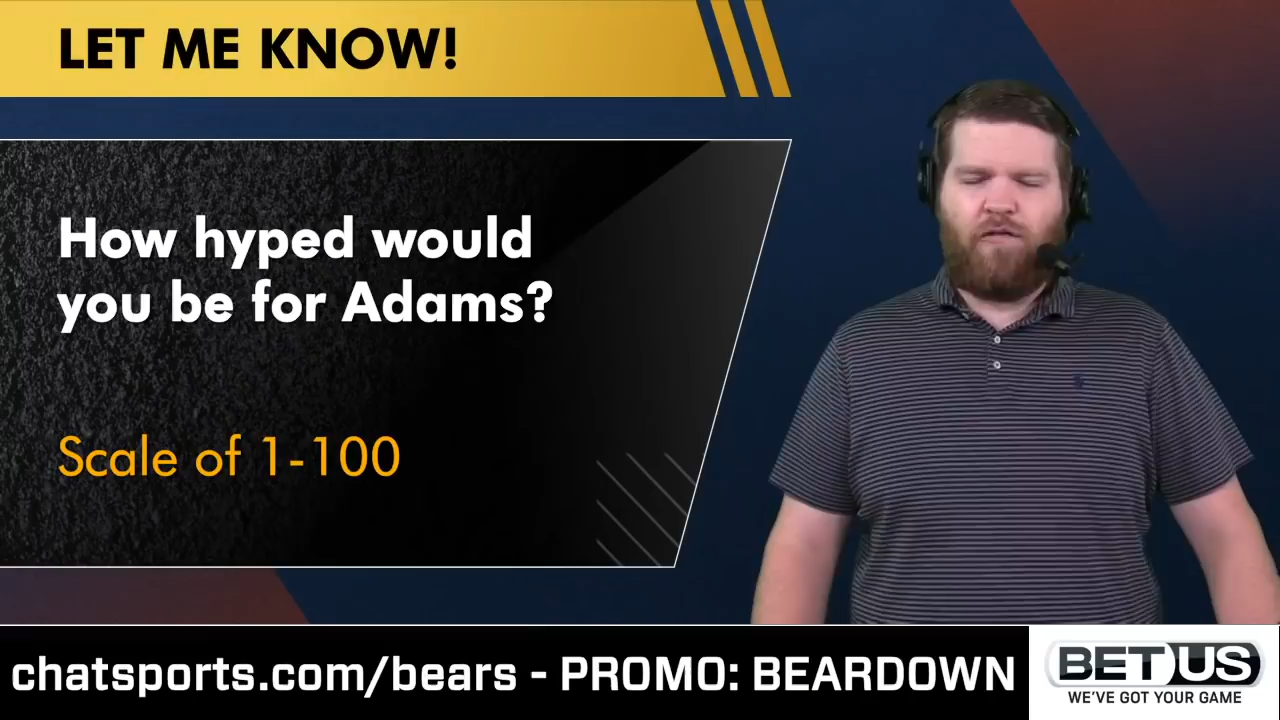 LET ME KNOW!
How hyped would
you be for Adams?
Scale of 1-100
chatsports.com/bears - PROMO: BEARDOWN
BETUS
WE'VE GOT YOUR GAME